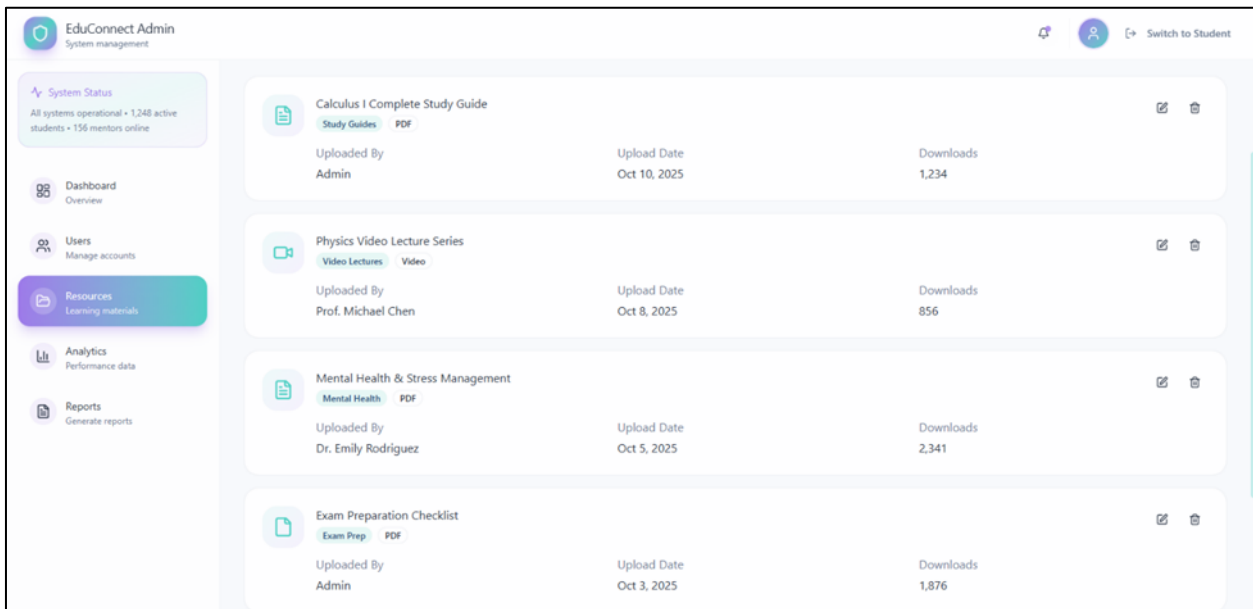 EduConnect Admin
System management
Switch to Student
System Status
All systems operational • 1,248 active
students • 156 mentors online
Dashboard
Overview
Users
Manage accounts
Resources
Learning materials
Analytics
Performance data
Reports
Generate reports
Calculus I Complete Study Guide
Study Guides PDF
Uploaded By Upload Date Downloads
Admin Oct 10, 2025 1,234
Physics Video Lecture Series
Video Lectures Video
Uploaded By Upload Date Downloads
Prof. Michael Chen Oct 8, 2025 856
Mental Health & Stress Management
Mental Health PDF
Uploaded By Upload Date Downloads
Dr. Emily Rodriguez Oct 5, 2025 2,341
Exam Preparation Checklist
Exam Prep PDF
Uploaded By Upload Date Downloads
Admin Oct 3, 2025 1,876